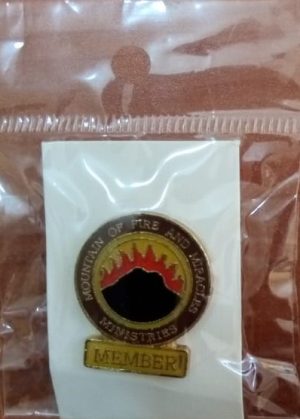 MOUNTAIN OF FIRE AND MIRACLES
MINISTRIES
MEMBER!